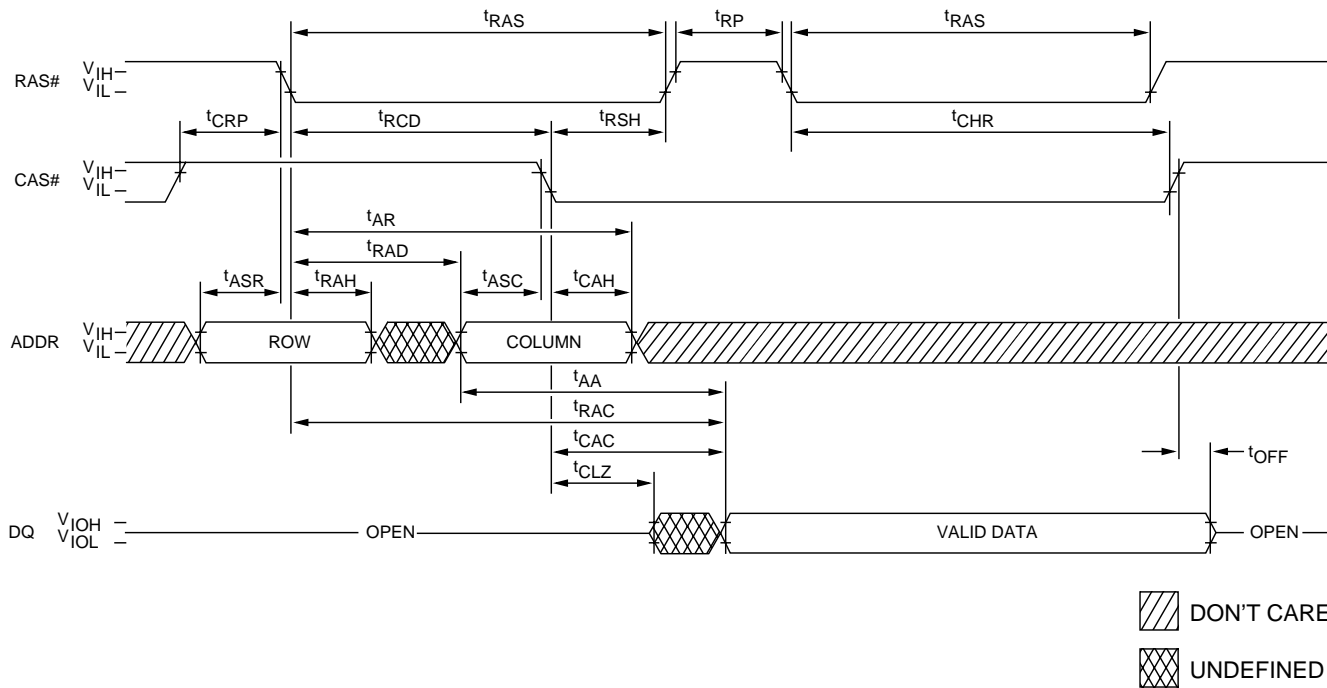 tRAS tRP tRAS
RAS# VIH VIL
tCRP tRCD tRSH tCHR
CAS# VIH VIL
tAR
tRAD
tASR tRAH tASC tCAH
ADDR VIH VIL ROW COLUMN
tAA
tRAC
tCAC
tOFF
tCLZ
DQ VIOH VIOL OPEN VALID DATA OPEN
DON'T CARE
UNDEFINED